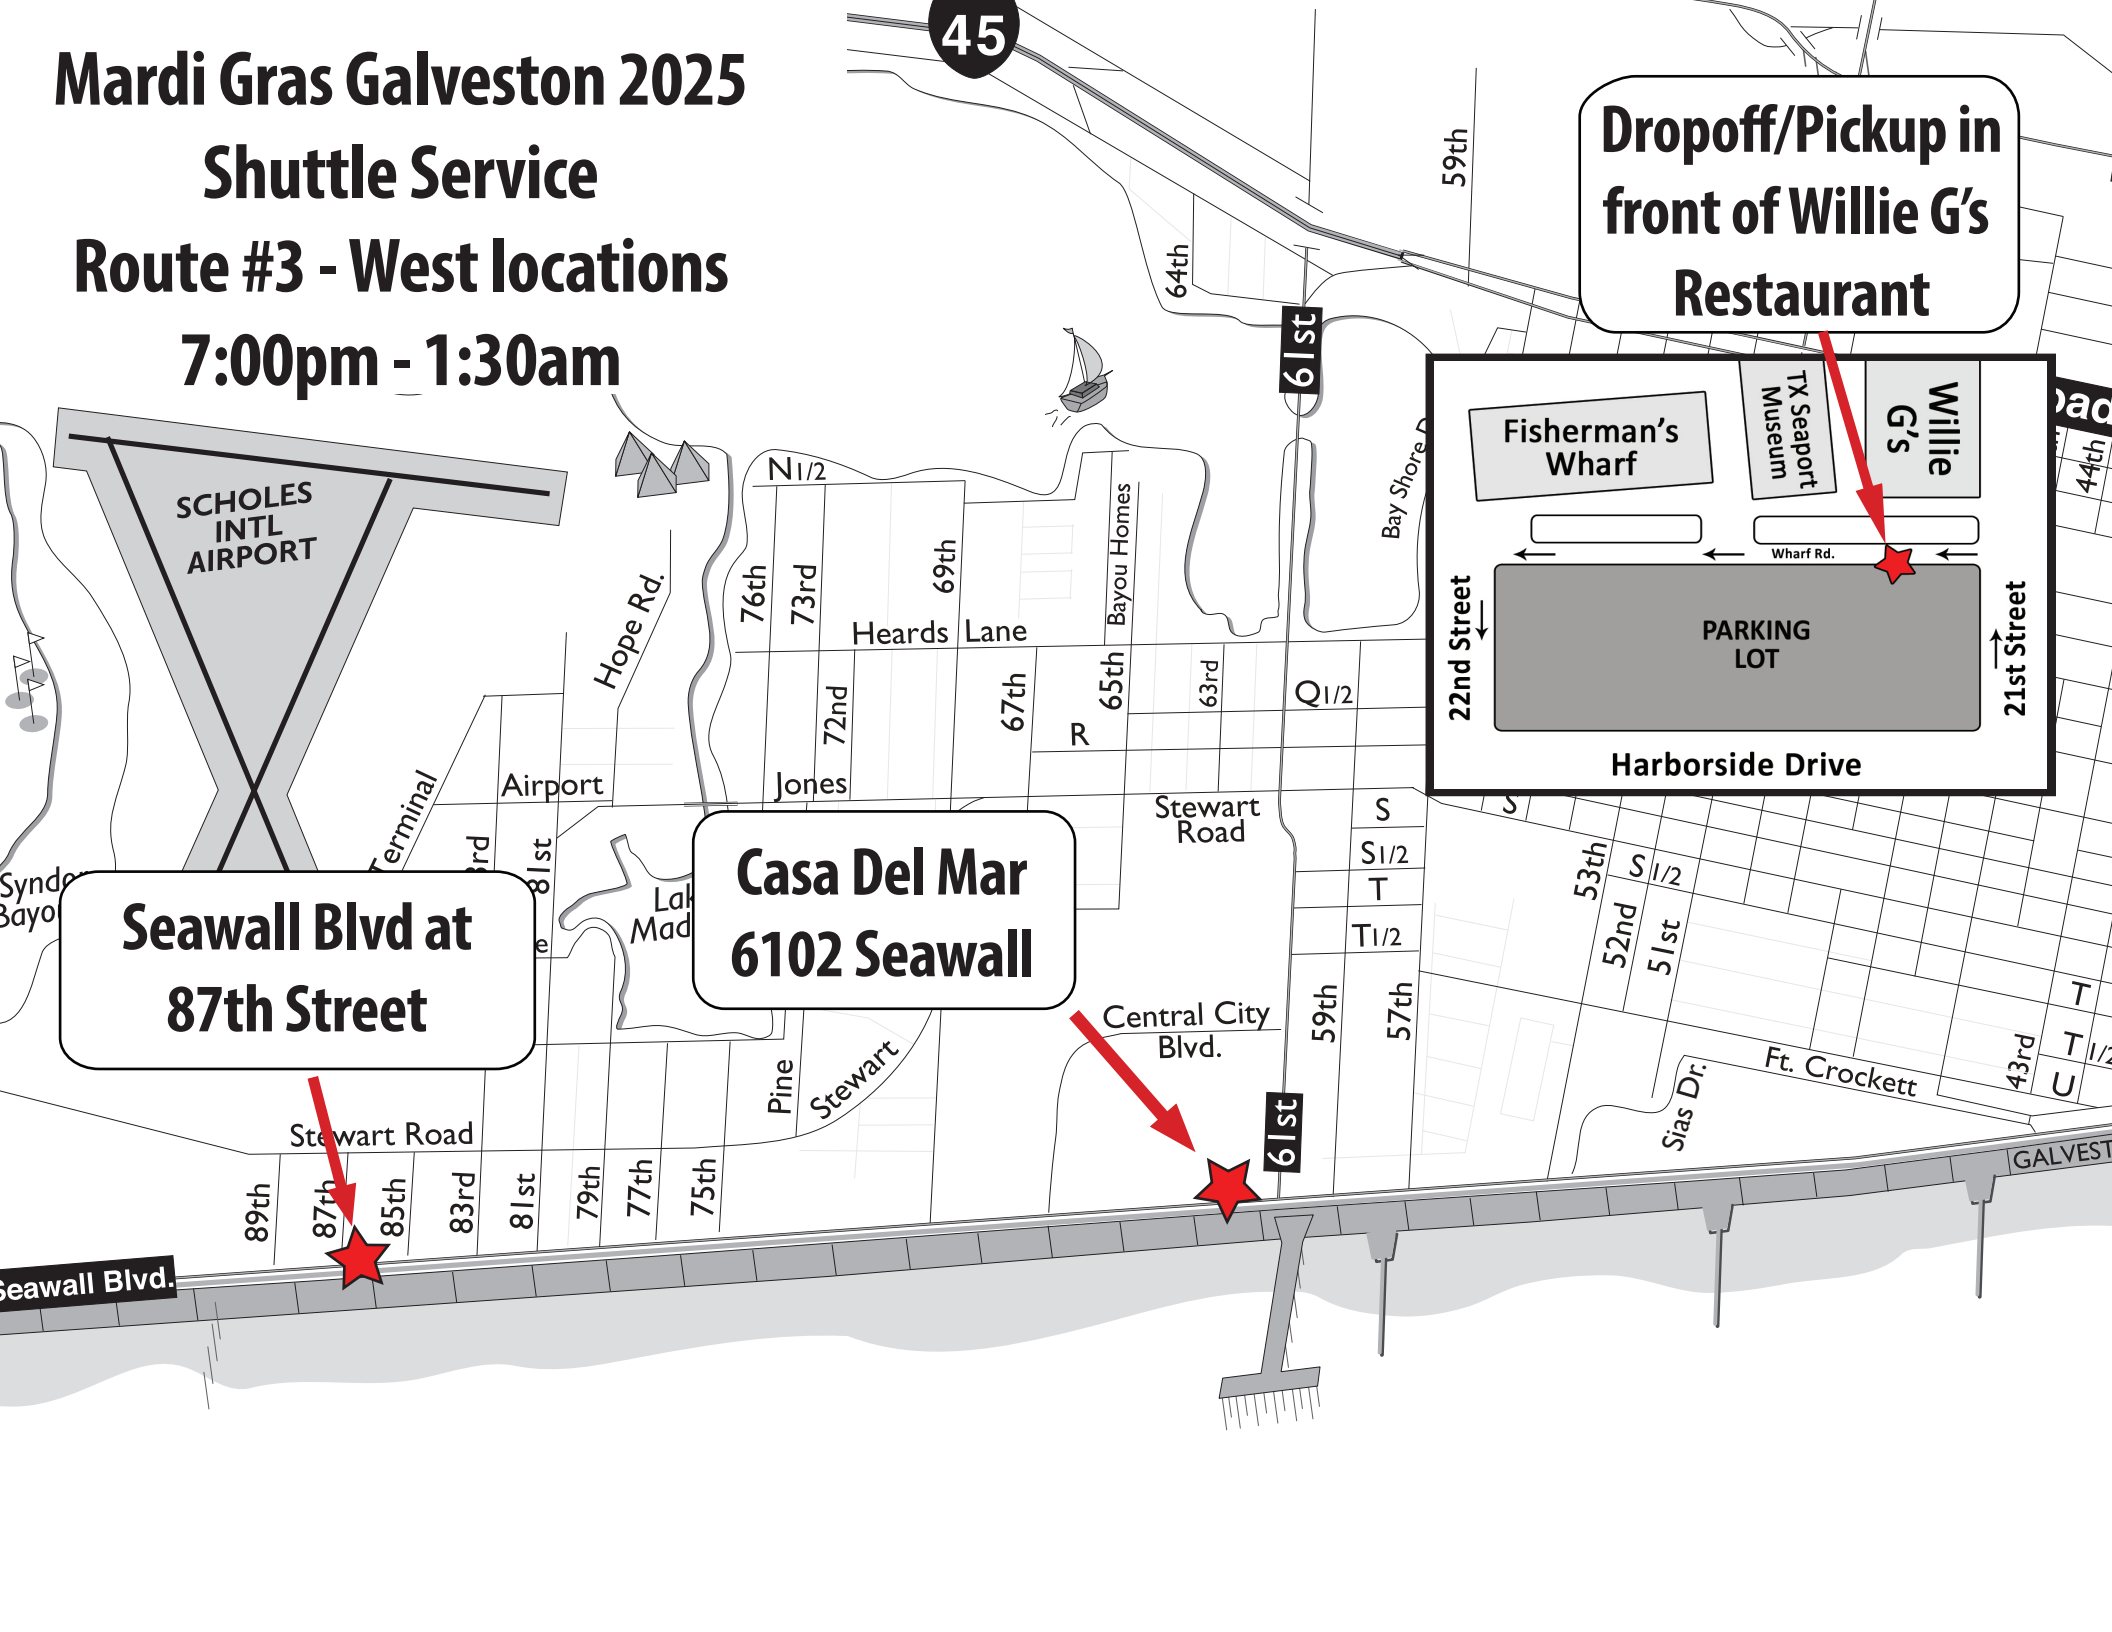 Mardi Gras Galveston 2025
Shuttle Service
Route #3 - West locations
7:00pm - 1:30am
45
59th
Dropoff/Pickup in
front of Willie G's
Restaurant
64th
61st
Bay Shore
44th
Fisherman's
Wharf
TX Seaport
Museum
Willie
G's
Wharf Rd.
22nd Street
PARKING
LOT
21st Street
Harborside Drive
SCHOLES
INTL
AIRPORT
N1/2
76th
73rd
69th
Bayou Homes
Hope Rd.
Heards Lane
72nd
67th
65th
63rd
Q1/2
R
Terminal
Airport
Jones
Stewart
Road
S
S
S1/2
T
T1/2
53th
S 1/2
52nd
51st
81st
Seawall Blvd at
87th Street
Casa Del Mar
6102 Seawall
Central City
Blvd.
59th
57th
T
T 1/2
U
43rd
Ft. Crockett
Sias Dr.
Pine
Stewart
Stewart Road
89th
87th
85th
83rd
81st
79th
77th
75th
61st
Seawall Blvd.